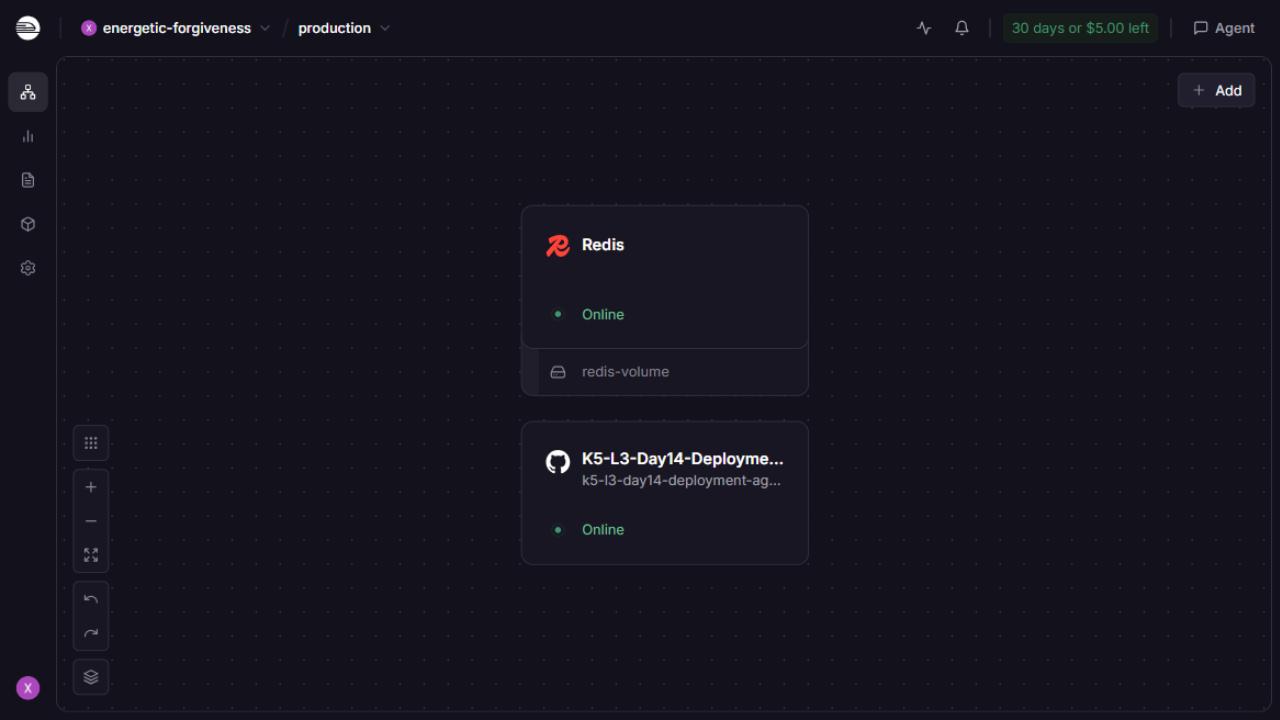 X energetic-forgiveness / production
30 days or $5.00 left
Agent
Add
Redis
Online
redis-volume
K5-L3-Day14-Deployme...
k5-l3-day14-deployment-ag...
Online
X